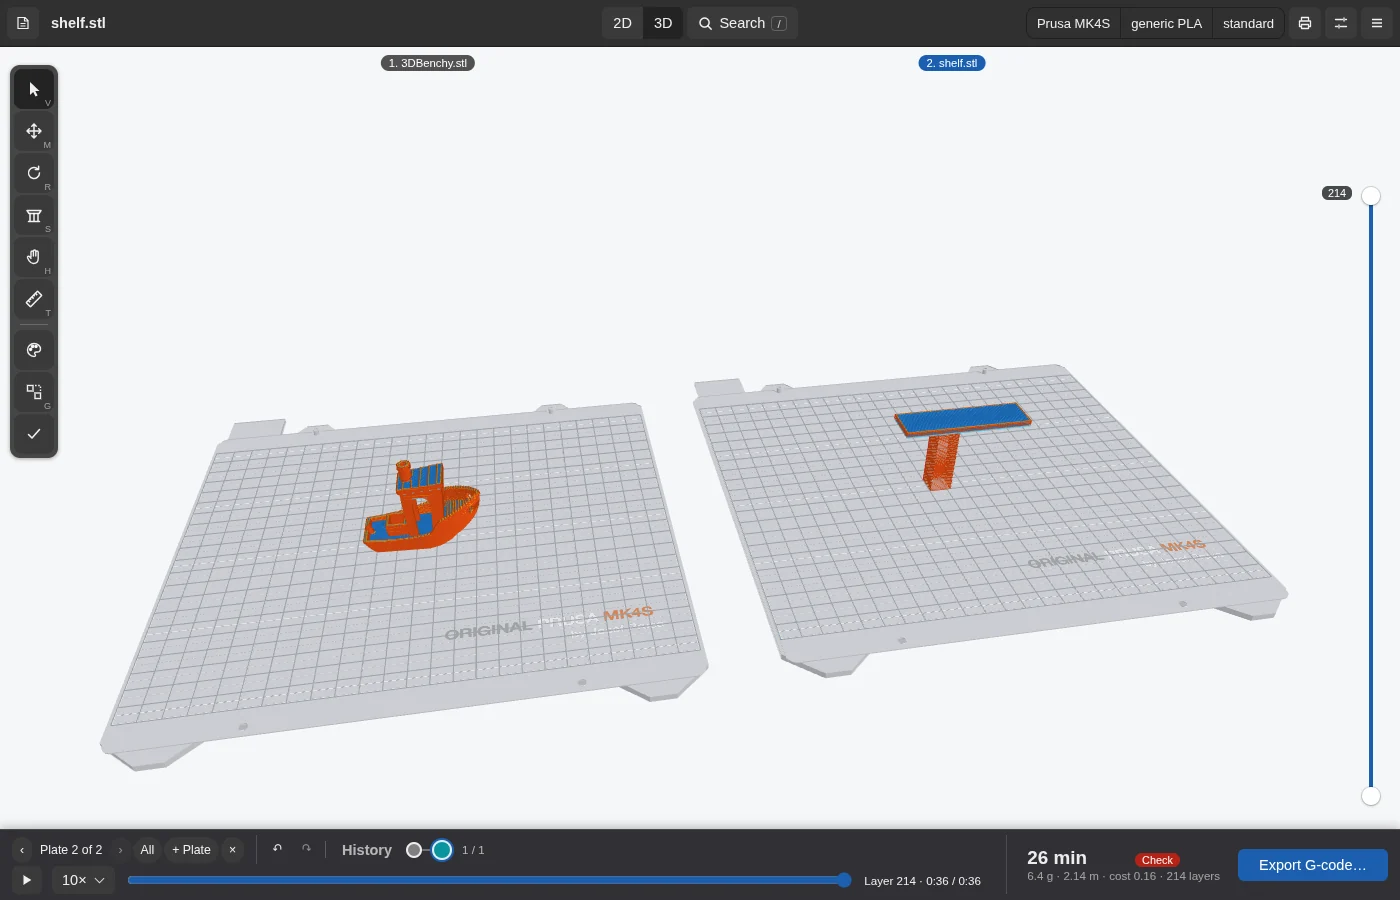 shelf.stl
2D
3D
Search /
Prusa MK4S
generic PLA
standard
1. 3DBenchy.stl
2. shelf.stl
V
M
R
S
H
T
G
214
ORIGINAL PRUSA MK4S
ORIGINAL MK4S
‹ Plate 2 of 2 › All + Plate ×
History
1 / 1
10×
Layer 214 · 0:36 / 0:36
26 min
Check
6.4 g · 2.14 m · cost 0.16 · 214 layers
Export G-code…